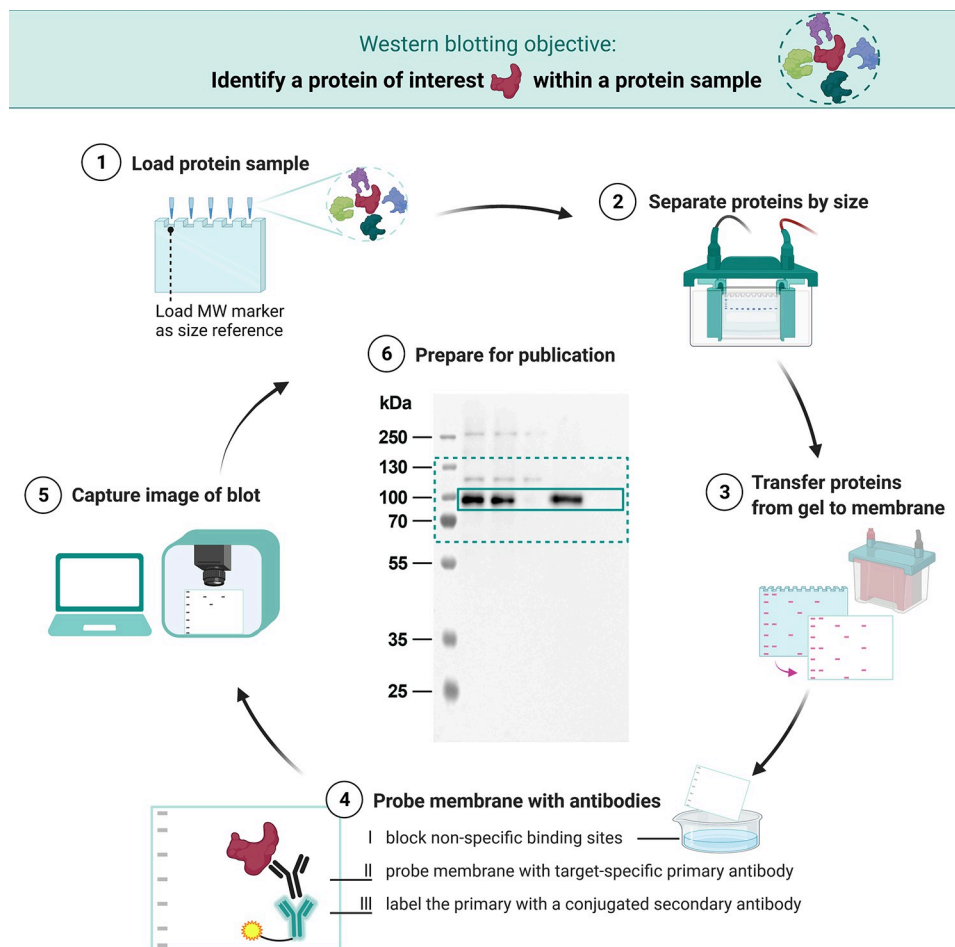 Western blotting objective:
Identify a protein of interest within a protein sample
1 Load protein sample
Load MW marker
as size reference
2 Separate proteins by size
3 Transfer proteins
from gel to membrane
4 Probe membrane with antibodies
I block non-specific binding sites
II probe membrane with target-specific primary antibody
III label the primary with a conjugated secondary antibody
5 Capture image of blot
6 Prepare for publication
kDa
250
130
100
70
55
35
25